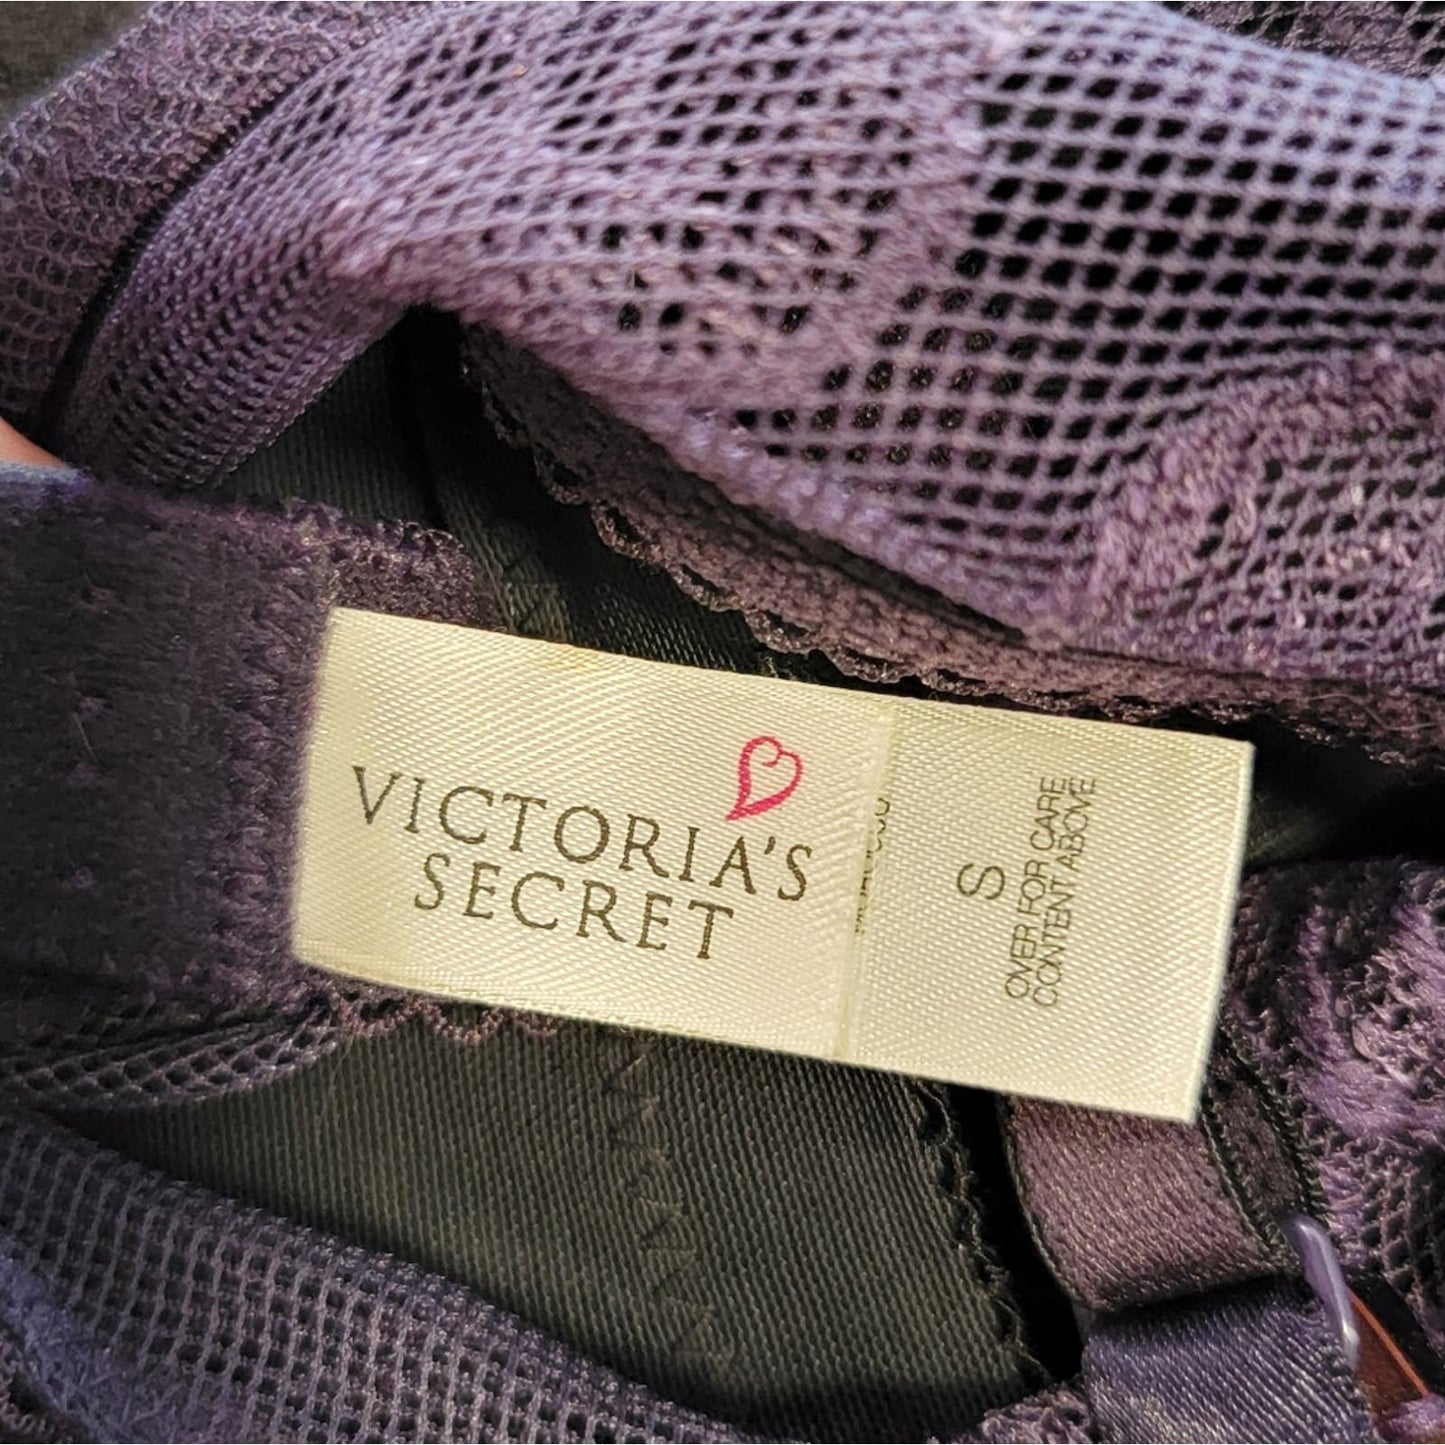 VICTORIA'S
SECRET
S
OVER FOR CARE
CONTENT ABOVE